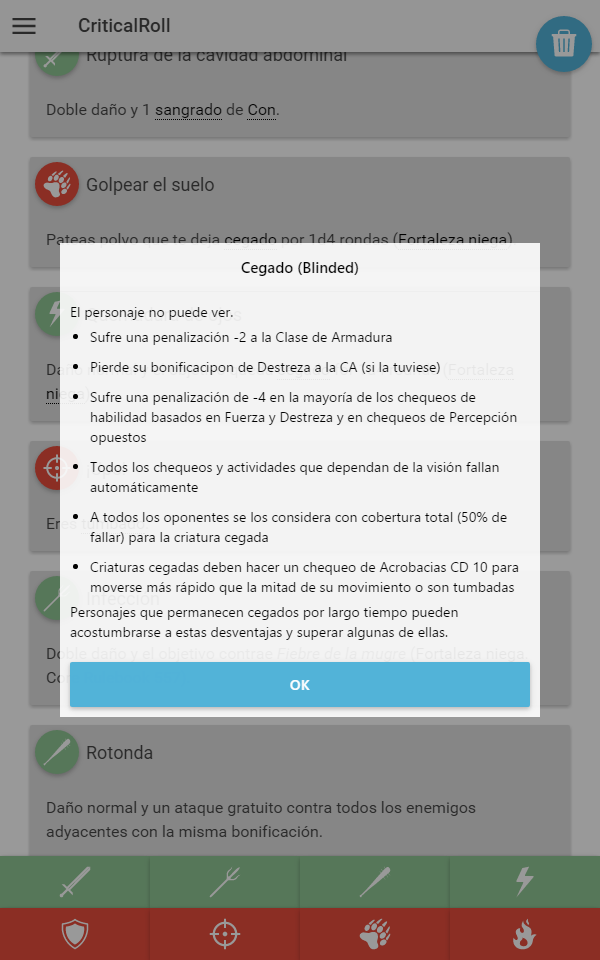 CriticalRoll
Ruptura de la cavidad abdominal
Doble daño y 1 sangrado de Con.
Golpear el suelo
Pateas polvo que te deja cegado por 1d4 rondas (Fortaleza niega)
Cegado (Blinded)
El personaje no puede ver.
Sufre una penalización -2 a la Clase de Armadura
Pierde su bonificacipon de Destreza a la CA (si la tuviese)
Sufre una penalización de -4 en la mayoría de los chequeos de
habilidad basados en Fuerza y Destreza y en chequeos de Percepción
opuestos
Todos los chequeos y actividades que dependan de la visión fallan
automáticamente
A todos los oponentes se los considera con cobertura total (50% de
fallar) para la criatura cegada
Criaturas cegadas deben hacer un chequeo de Acrobacias CD 10 para
moverse más rápido que la mitad de su movimiento o son tumbadas
Personajes que permanecen cegados por largo tiempo pueden
acostumbrarse a estas desventajas y superar algunas de ellas.
(Fortaleza
Infección
Doble daño y el objetivo contrae Fiebre de la mugre (Fortaleza niega
OK
Rotonda
Daño normal y un ataque gratuito contra todos los enemigos
adyacentes con la misma bonificación.